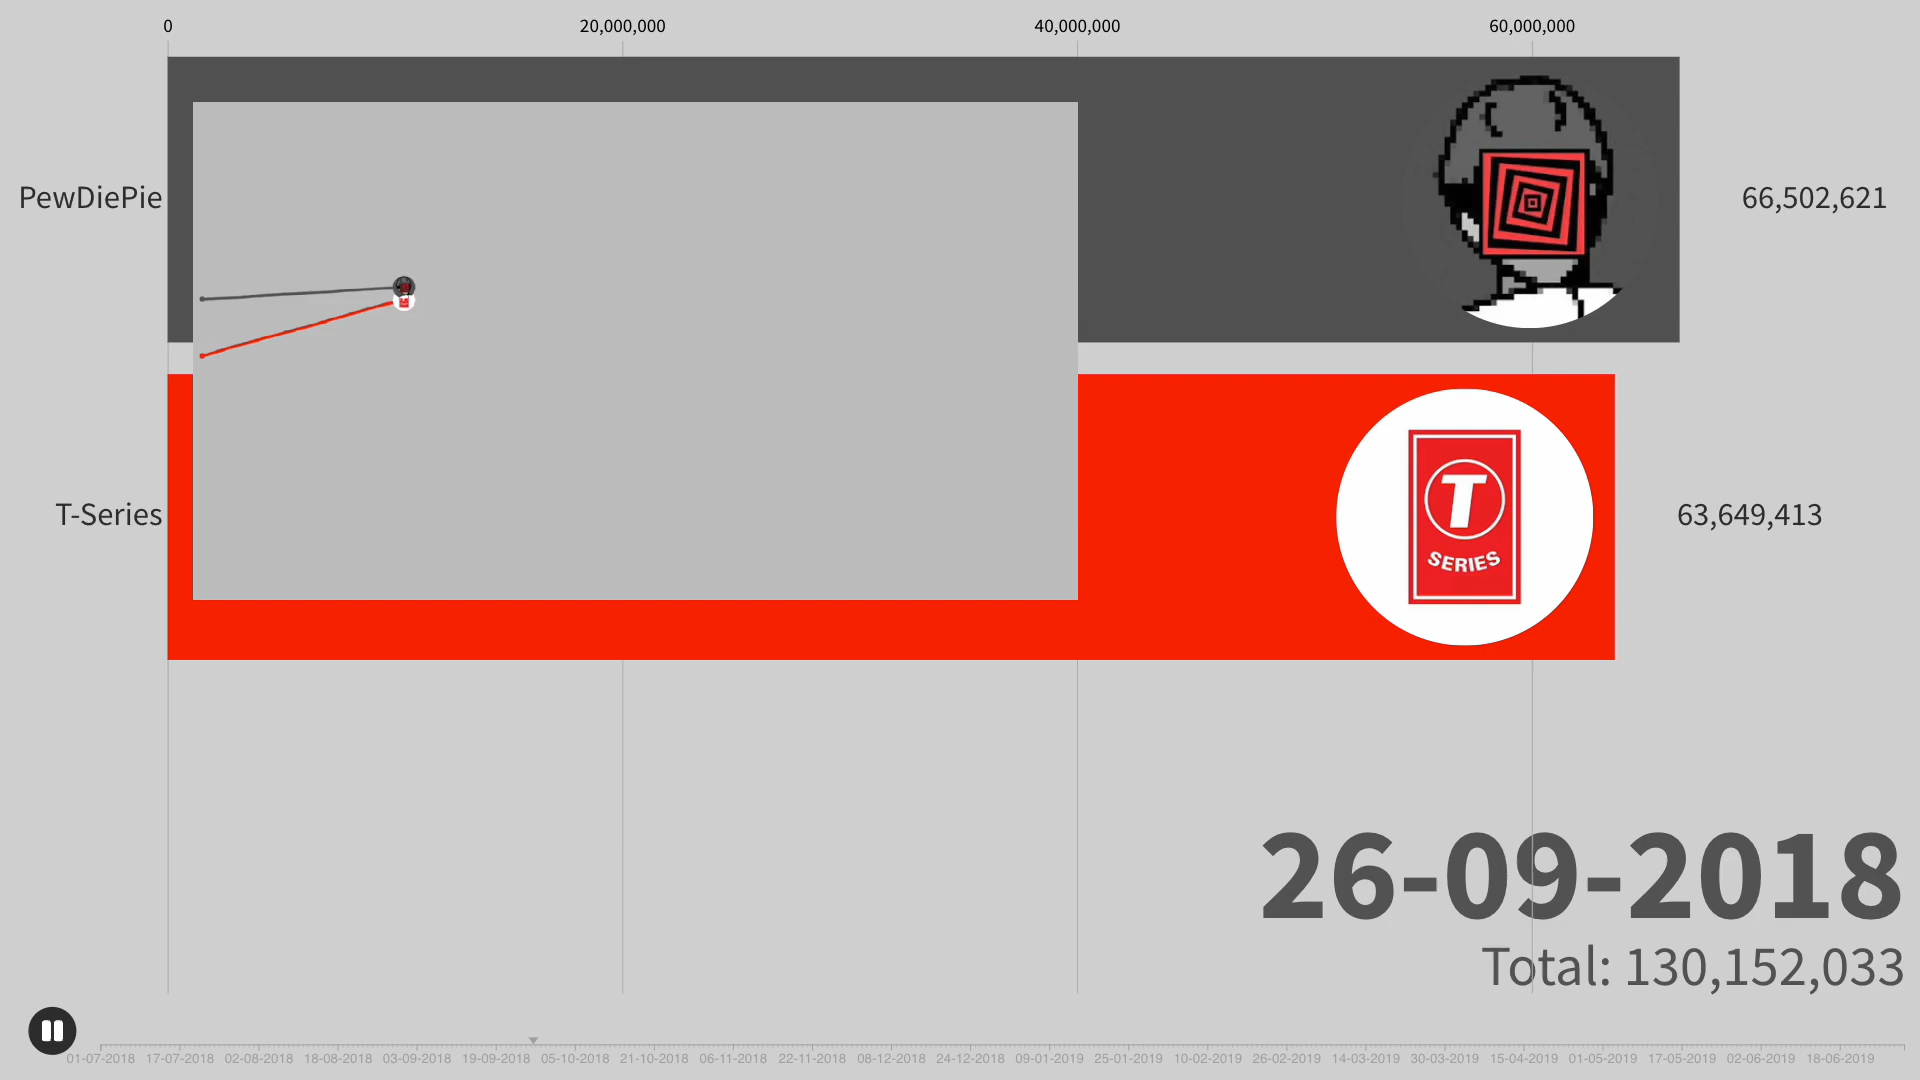 0 20,000,000 40,000,000 60,000,000
PewDiePie 66,502,621
T-Series 63,649,413
T
SERIES
26-09-2018
Total: 130,152,033
01-07-2018 17-07-2018 02-08-2018 18-08-2018 03-09-2018 19-09-2018 05-10-2018 21-10-2018 06-11-2018 22-11-2018 08-12-2018 24-12-2018 09-01-2019 25-01-2019 10-02-2019 26-02-2019 14-03-2019 30-03-2019 15-04-2019 01-05-2019 17-05-2019 02-06-2019 18-06-2019